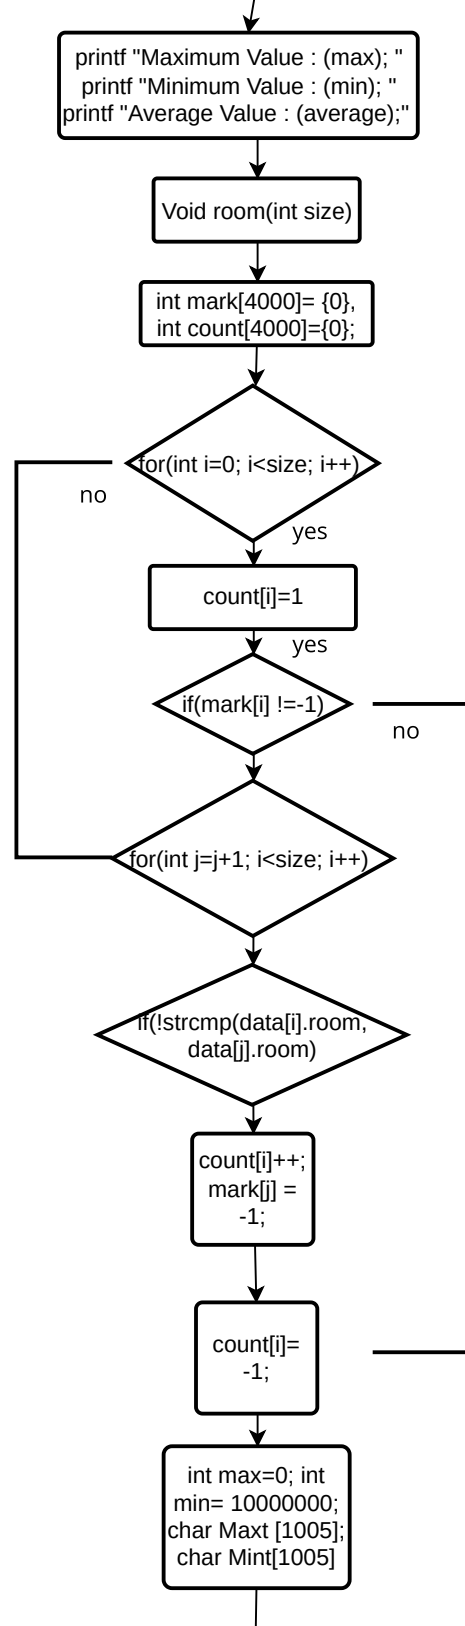 printf "Maximum Value : (max); "
printf "Minimum Value : (min); "
printf "Average Value : (average);"
Void room(int size)
int mark[4000]= {0},
int count[4000]={0};
for(int i=0; i<size; i++)
no
yes
count[i]=1
yes
if(mark[i] !=-1)
no
for(int j=j+1; i<size; i++)
if(!strcmp(data[i].room,
data[j].room)
count[i]++;
mark[j] =
-1;
count[i]=
-1;
int max=0; int
min= 10000000;
char Maxt [1005];
char Mint[1005]